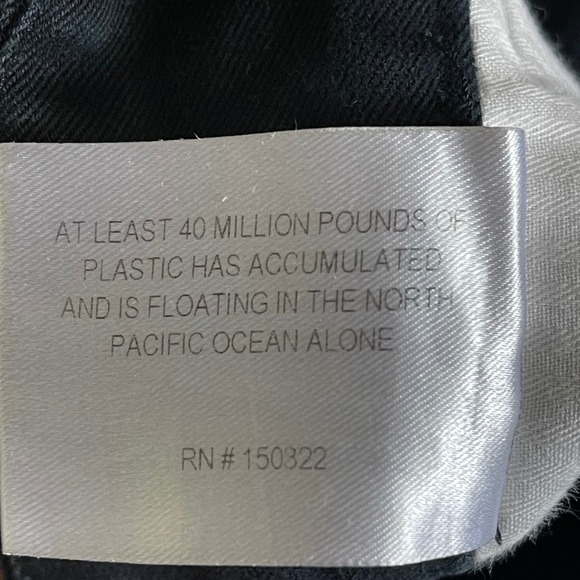 AT LEAST 40 MILLION POUNDS OF
PLASTIC HAS ACCUMULATED
AND IS FLOATING IN THE NORTH
PACIFIC OCEAN ALONE
RN # 150322